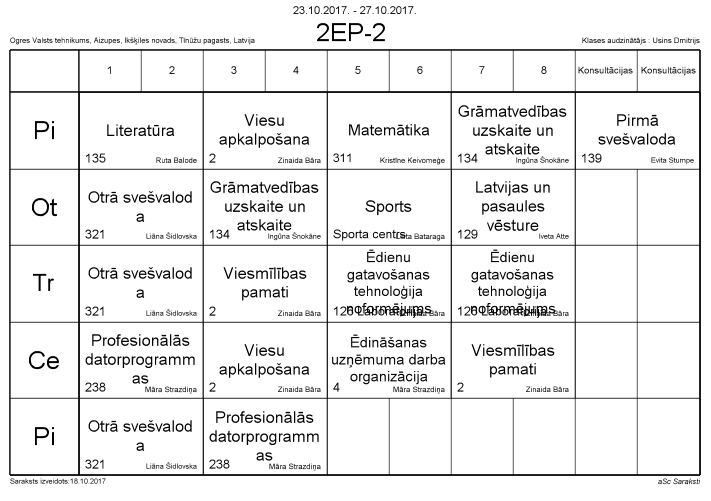 23.10.2017. - 27.10.2017.
2EP-2
Ogres Valsts tehnikums, Aizupes, Ikšķiles novads, Tīnūžu pagasts, Latvija
Klases audzinātājs : Usins Dmitrijs
1 2 3 4 5 6 7 8 Konsultācijas Konsultācijas
Pi
Literatūra
135 Ruta Balode
Viesu
apkalpošana
2 Zinaida Bāra
Matemātika
311 Kristīne Keivomeģe
Grāmatvedības
uzskaite un
atskaite
134 Ingūna Šnokāne
Pirmā
svešvaloda
139 Evita Stumpe
Ot
Otrā svešvalod
a
321 Liāna Šidlovska
Grāmatvedības
uzskaite un
atskaite
134 Ingūna Šnokāne
Sports
Sporta centrs Bataraga
Latvijas un
pasaules
vēsture
129 Iveta Atte
Tr
Otrā svešvalod
a
321 Liāna Šidlovska
Viesmīlības
pamati
2 Zinaida Bāra
Ēdienu
gatavošanas
tehnoloģija
noformējums
126 Bāra
Ēdienu
gatavošanas
tehnoloģija
noformējums
126 Bāra
Ce
Profesionālās
datorprogramm
as
238 Māra Strazdiņa
Viesu
apkalpošana
2 Zinaida Bāra
Ēdināšanas
uzņēmuma darba
organizācija
4 Māra Strazdiņa
Viesmīlības
pamati
2 Zinaida Bāra
Pi
Otrā svešvalod
a
321 Liāna Šidlovska
Profesionālās
datorprogramm
as
238 Māra Strazdiņa
Saraksts izveidots:18.10.2017
aSc Saraksti